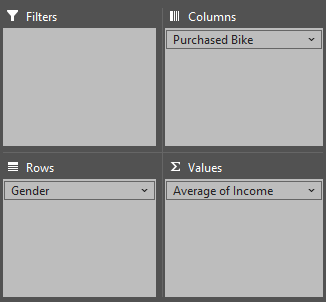 Filters
Columns
Purchased Bike
Rows
Values
Gender
Average of Income